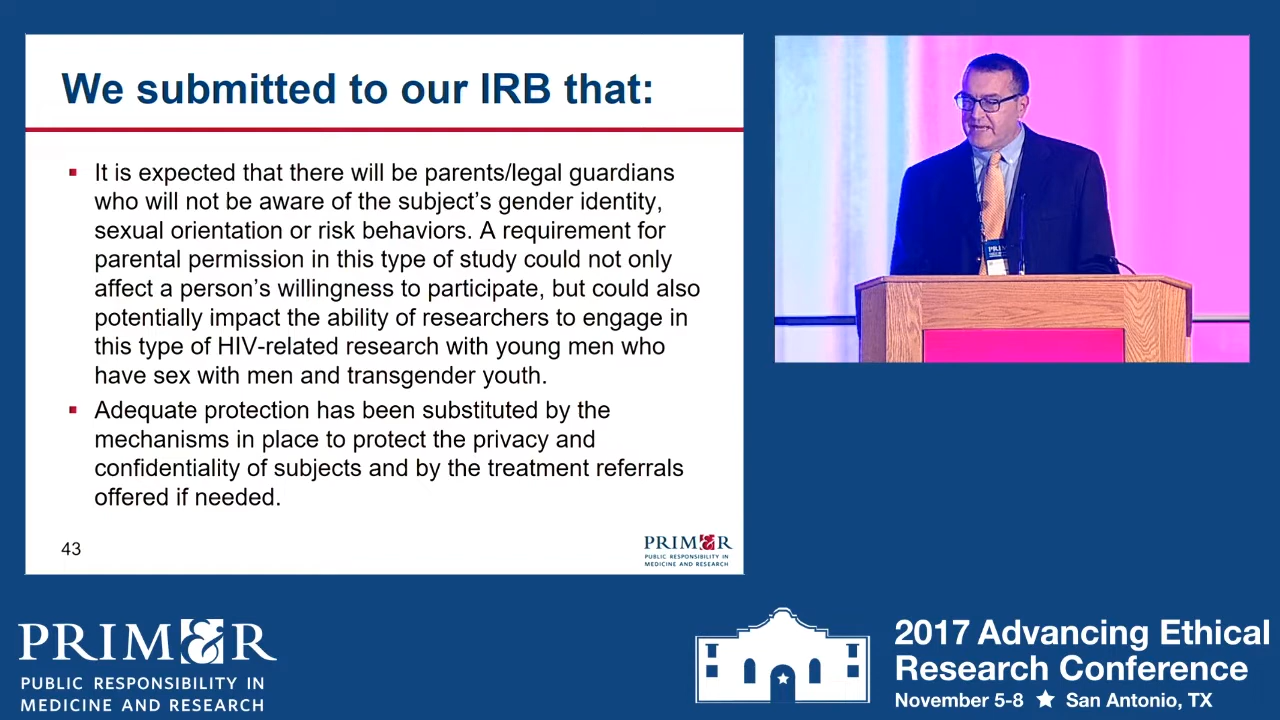 We submitted to our IRB that:
▪ It is expected that there will be parents/legal guardians
who will not be aware of the subject's gender identity,
sexual orientation or risk behaviors. A requirement for
parental permission in this type of study could not only
affect a person's willingness to participate, but could also
potentially impact the ability of researchers to engage in
this type of HIV-related research with young men who
have sex with men and transgender youth.
▪ Adequate protection has been substituted by the
mechanisms in place to protect the privacy and
confidentiality of subjects and by the treatment referrals
offered if needed.
43
PRIM&R
PUBLIC RESPONSIBILITY IN
MEDICINE AND RESEARCH
PRIM&R
PUBLIC RESPONSIBILITY IN
MEDICINE AND RESEARCH
2017 Advancing Ethical
Research Conference
November 5-8 ★ San Antonio, TX